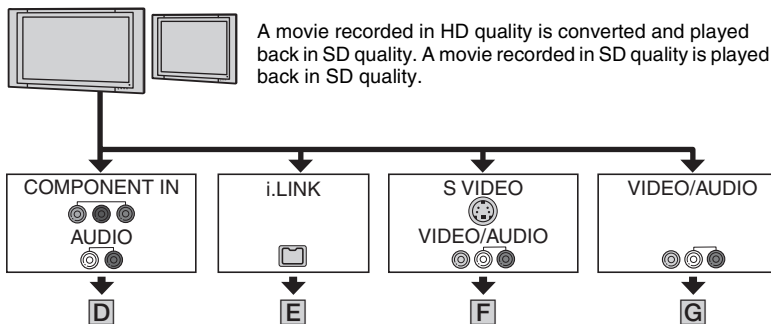 A movie recorded in HD quality is converted and played
back in SD quality. A movie recorded in SD quality is played
back in SD quality.
COMPONENT IN
AUDIO
i.LINK
S VIDEO
VIDEO/AUDIO
VIDEO/AUDIO
D
E
F
G